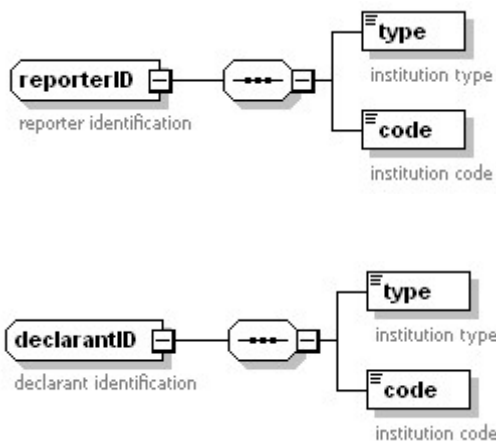 type
institution type
reporterID
reporter identification
code
institution code
type
institution type
declarantID
declarant identification
code
institution code